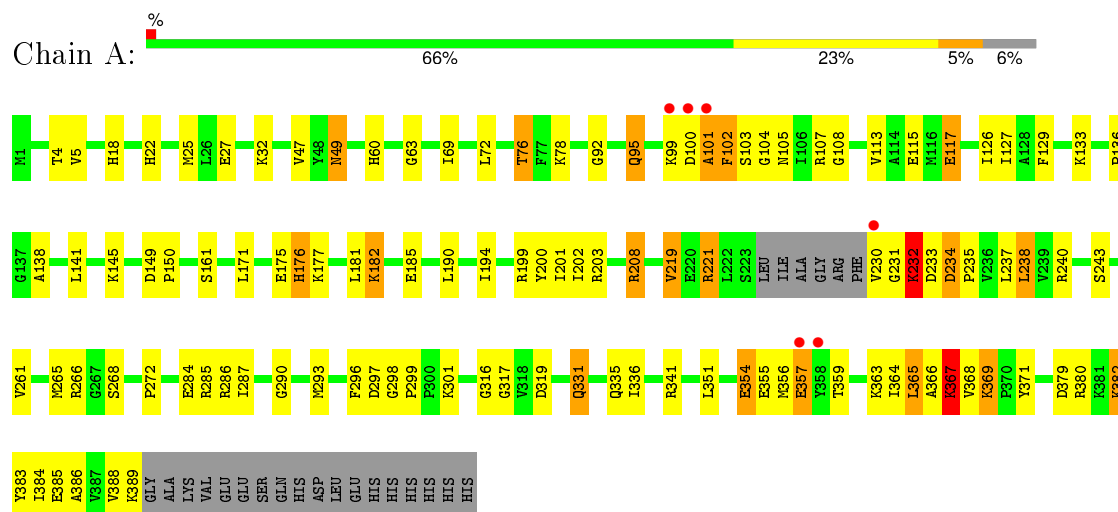 %
Chain A:
66% 23% 5% 6%
M1 T4 V5 H18 H22 M25 L26 E27 K32 V47 Y48 N49 H60 G63 I69 L72 T76 F77 K78 G92 Q95 K99 D100 A101 F102 S103 G104 N105 I106 R107 G108 V113 A114 E115 M116 E117 I126 I127 A128 F129 K133
G137 A138 L141 K145 D149 P150 S161 L171 E175 H176 K177 L181 K182 E185 L190 I194 R199 Y200 I201 I202 R203 R208 V219 E220 R221 L222 S223 LEU ILE ALA GLY ARG PHE V230 G231 K232 D233 D234 P235 V236 L237 L238 V239 R240 S243
V261 M265 R266 G267 S268 P272 E284 R285 R286 I287 G290 M293 F296 D297 G298 P299 P300 K301 G316 G317 V318 D319 Q331 Q335 I336 R341 L351 E354 E355 M356 E357 Y358 T359 K363 I364 L365 A366 K367 V368 K369 P370 Y371 D379 R380 K381
Y383 I384 E385 A386 V387 V388 K389 GLY ALA LYS VAL GLU GLU SER GLN HIS ASP LEU GLU HIS HIS HIS HIS HIS HIS